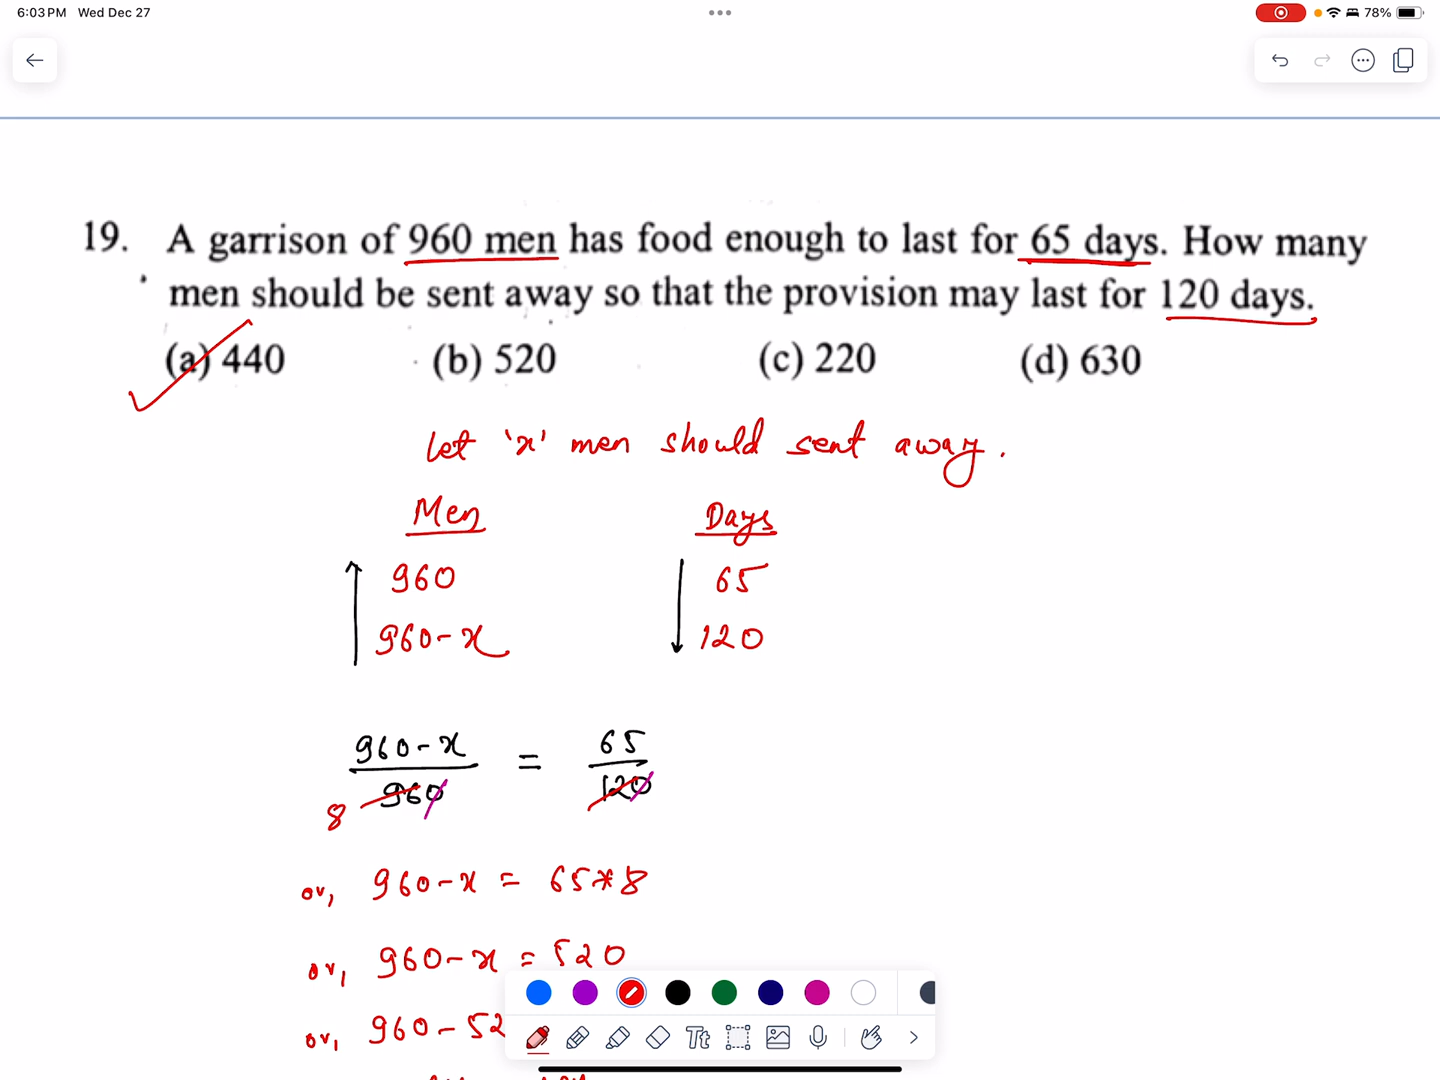 6:03 PM Wed Dec 27
78%
19. A garrison of 960 men has food enough to last for 65 days. How many
men should be sent away so that the provision may last for 120 days.
(a) 440 (b) 520 (c) 220 (d) 630
Let 'x' men should sent away.
Men Days
960 65
960-x 120
960-x = 65
960 120
8
or, 960-x = 65*8
or, 960-x = 520
or, 960-52
Tt